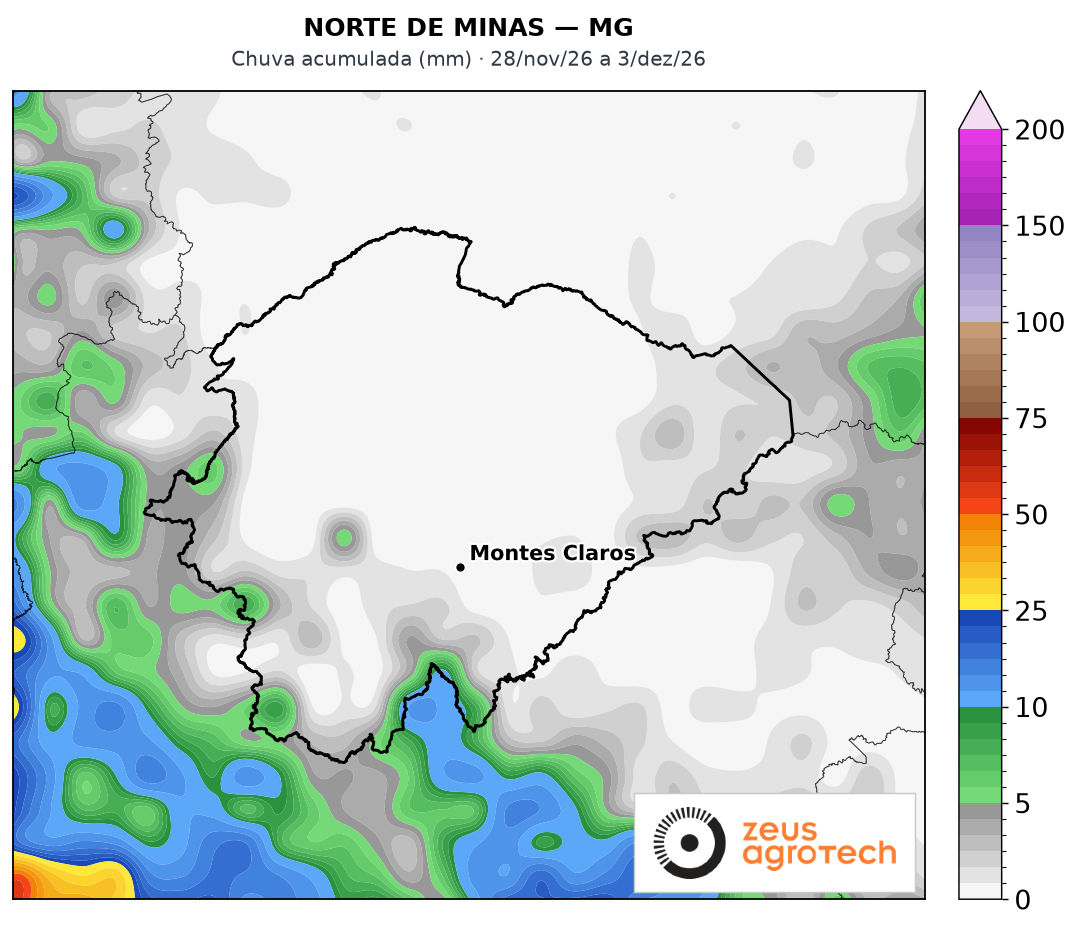 NORTE DE MINAS — MG
Chuva acumulada (mm) · 28/nov/26 a 3/dez/26
200
150
100
75
50
25
10
5
0
Montes Claros
zeus
agrotech